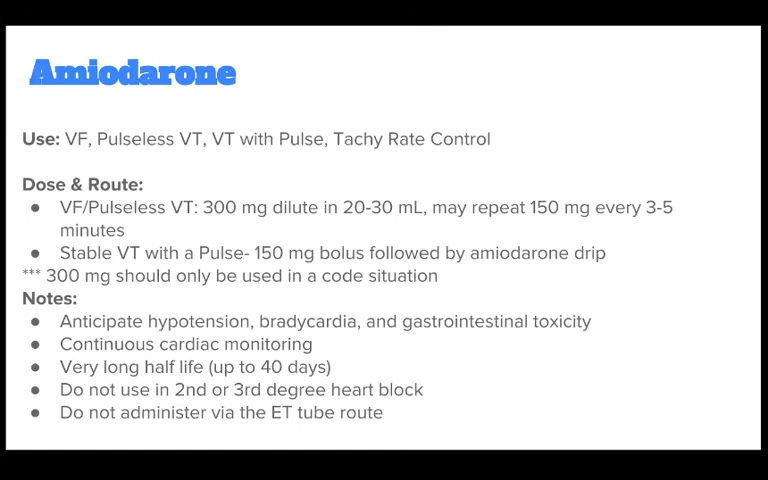 Amiodarone
Use: VF, Pulseless VT, VT with Pulse, Tachy Rate Control
Dose & Route:
● VF/Pulseless VT: 300 mg dilute in 20-30 mL, may repeat 150 mg every 3-5
minutes
● Stable VT with a Pulse- 150 mg bolus followed by amiodarone drip
*** 300 mg should only be used in a code situation
Notes:
● Anticipate hypotension, bradycardia, and gastrointestinal toxicity
● Continuous cardiac monitoring
● Very long half life (up to 40 days)
● Do not use in 2nd or 3rd degree heart block
● Do not administer via the ET tube route